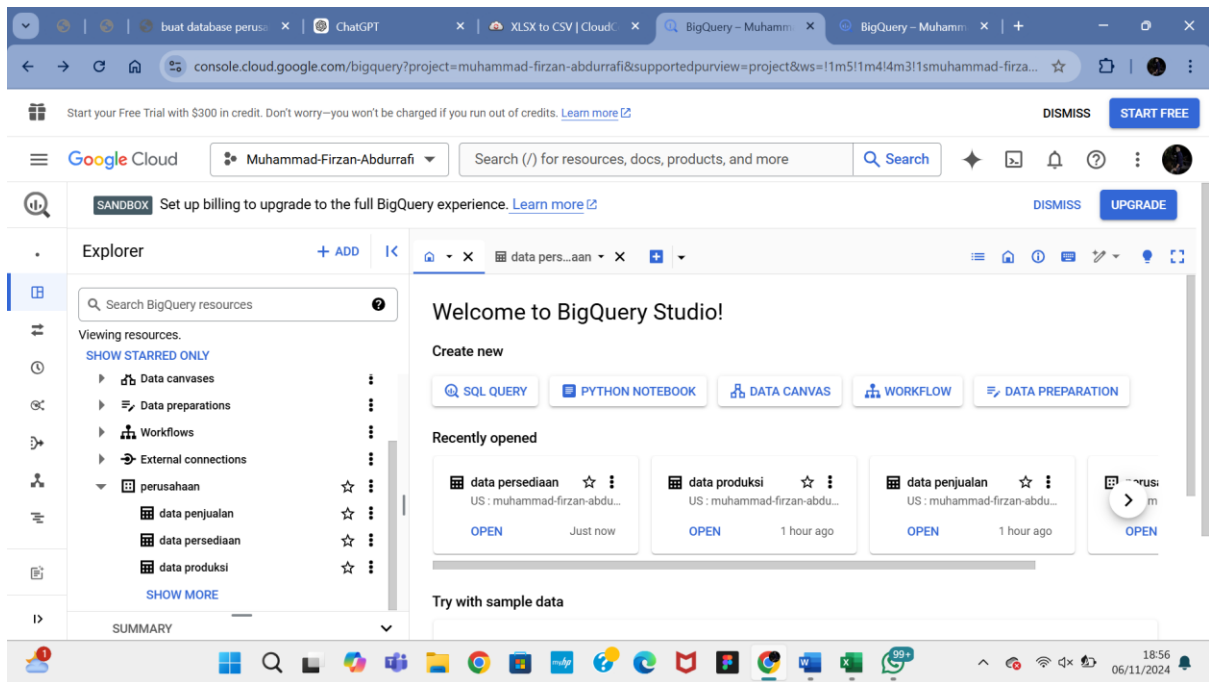 buat database perusa
ChatGPT
XLSX to CSV | CloudC
BigQuery – Muhamm
BigQuery – Muhamm
console.cloud.google.com/bigquery?project=muhammad-firzan-abdurrafi&supportedpurview=project&ws=!1m5!1m4!4m3!1smuhammad-firza...
Start your Free Trial with $300 in credit. Don't worry—you won't be charged if you run out of credits. Learn more
DISMISS
START FREE
Google Cloud
Muhammad-Firzan-Abdurrafi
Search (/) for resources, docs, products, and more
Search
SANDBOX Set up billing to upgrade to the full BigQuery experience. Learn more
DISMISS
UPGRADE
Explorer
+ ADD
data pers...aan
Search BigQuery resources
Viewing resources.
SHOW STARRED ONLY
Data canvases
Data preparations
Workflows
External connections
perusahaan
data penjualan
data persediaan
data produksi
SHOW MORE
SUMMARY
Welcome to BigQuery Studio!
Create new
SQL QUERY
PYTHON NOTEBOOK
DATA CANVAS
WORKFLOW
DATA PREPARATION
Recently opened
data persediaan
US : muhammad-firzan-abdu...
OPEN
Just now
data produksi
US : muhammad-firzan-abdu...
OPEN
1 hour ago
data penjualan
US : muhammad-firzan-abdu...
OPEN
1 hour ago
OPEN
Try with sample data
1
99+
18:56
06/11/2024